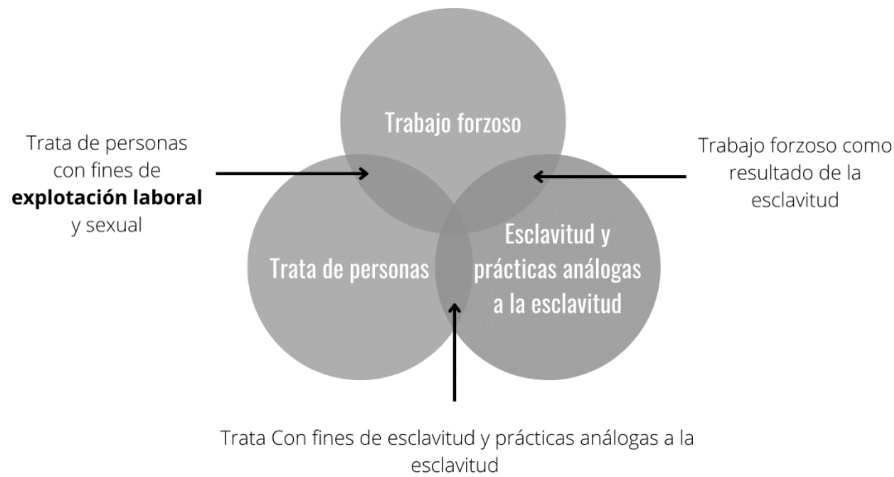 Trabajo forzoso
Trata de personas
con fines de
explotación laboral
y sexual
Trabajo forzoso como
resultado de la
esclavitud
Trata de personas
Esclavitud y
prácticas análogas
a la esclavitud
Trata Con fines de esclavitud y prácticas análogas a la
esclavitud